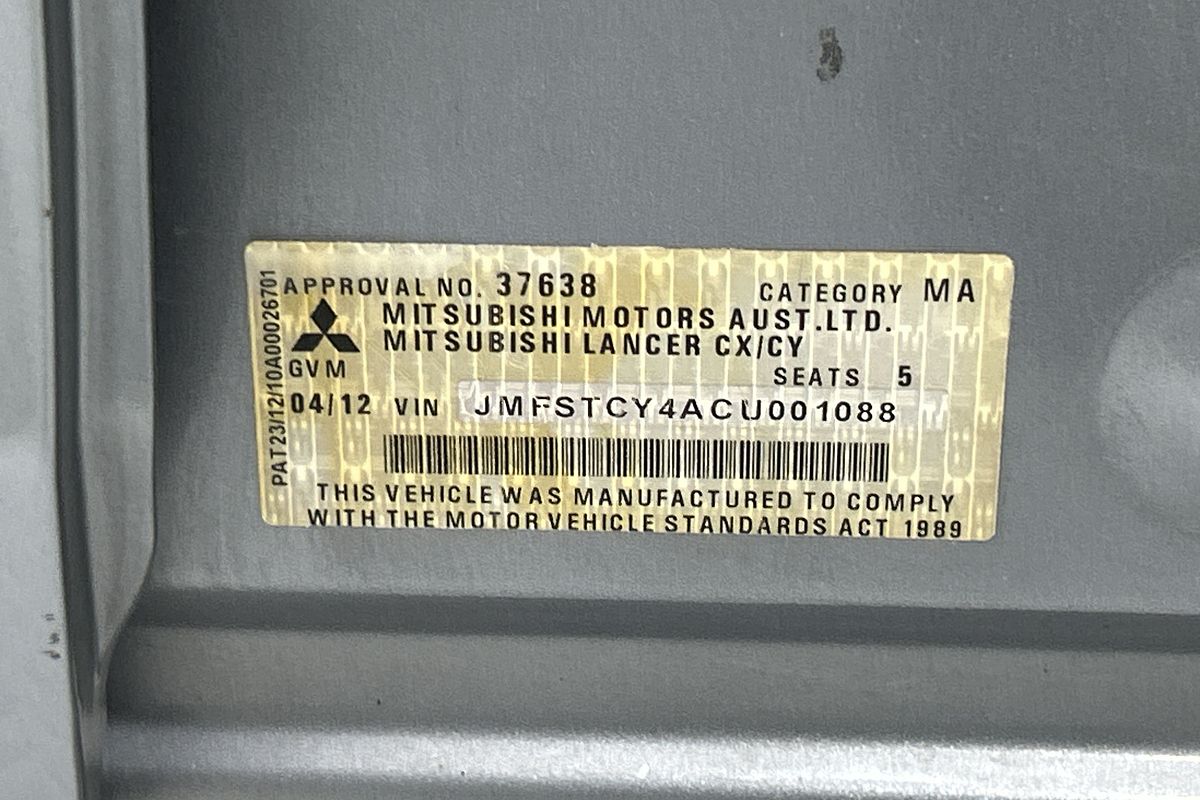 APPROVAL NO. 37638 CATEGORY MA
MITSUBISHI MOTORS AUST.LTD.
MITSUBISHI LANCER CX/CY
GVM SEATS 5
04/12 VIN JMFSTCY4ACU001088
THIS VEHICLE WAS MANUFACTURED TO COMPLY
WITH THE MOTOR VEHICLE STANDARDS ACT 1989
PAT23/12/10A00026701